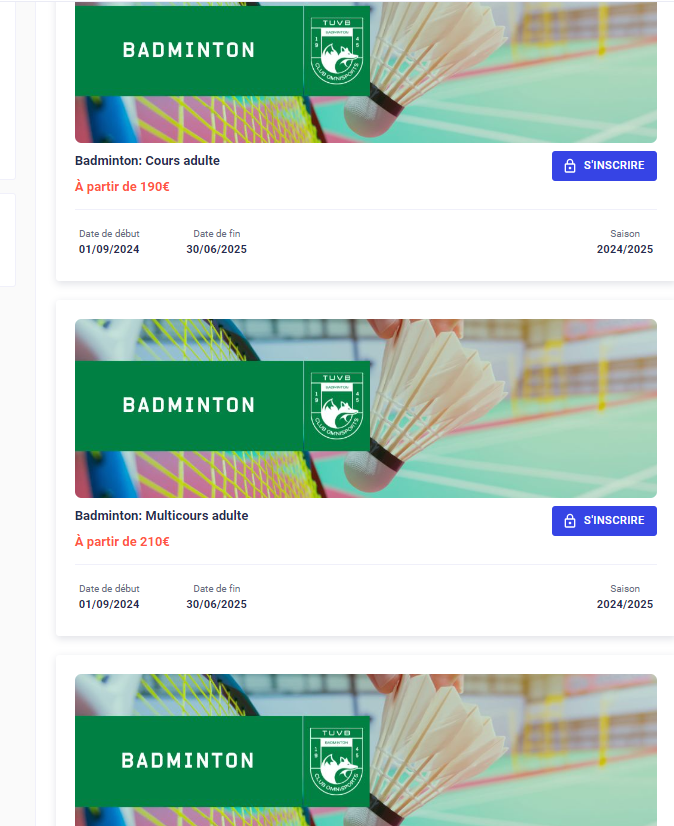 BADMINTON
TUVB
BADMINTON
19 45
CLUB OMNISPORTS
Badminton: Cours adulte
S'INSCRIRE
À partir de 190€
Date de début Date de fin Saison
01/09/2024 30/06/2025 2024/2025
BADMINTON
TUVB
BADMINTON
19 45
CLUB OMNISPORTS
Badminton: Multicours adulte
S'INSCRIRE
À partir de 210€
Date de début Date de fin Saison
01/09/2024 30/06/2025 2024/2025
BADMINTON
TUVB
BADMINTON
19 45
CLUB OMNISPORTS